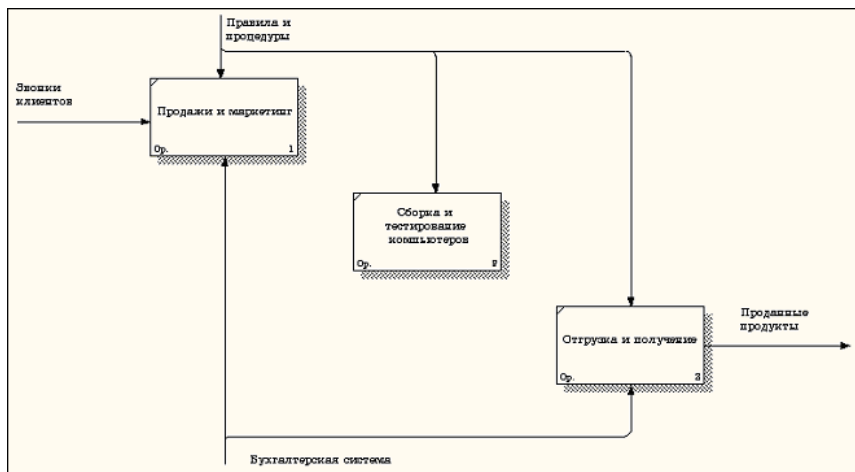 Правила и
процедуры
Звонки
клиентов
Продажи и маркетинг
0р. 1
Сборка и
тестирование
компьютеров
0р. 2
Проданные
продукты
Отгрузка и получение
0р. 3
Бухгалтерская система